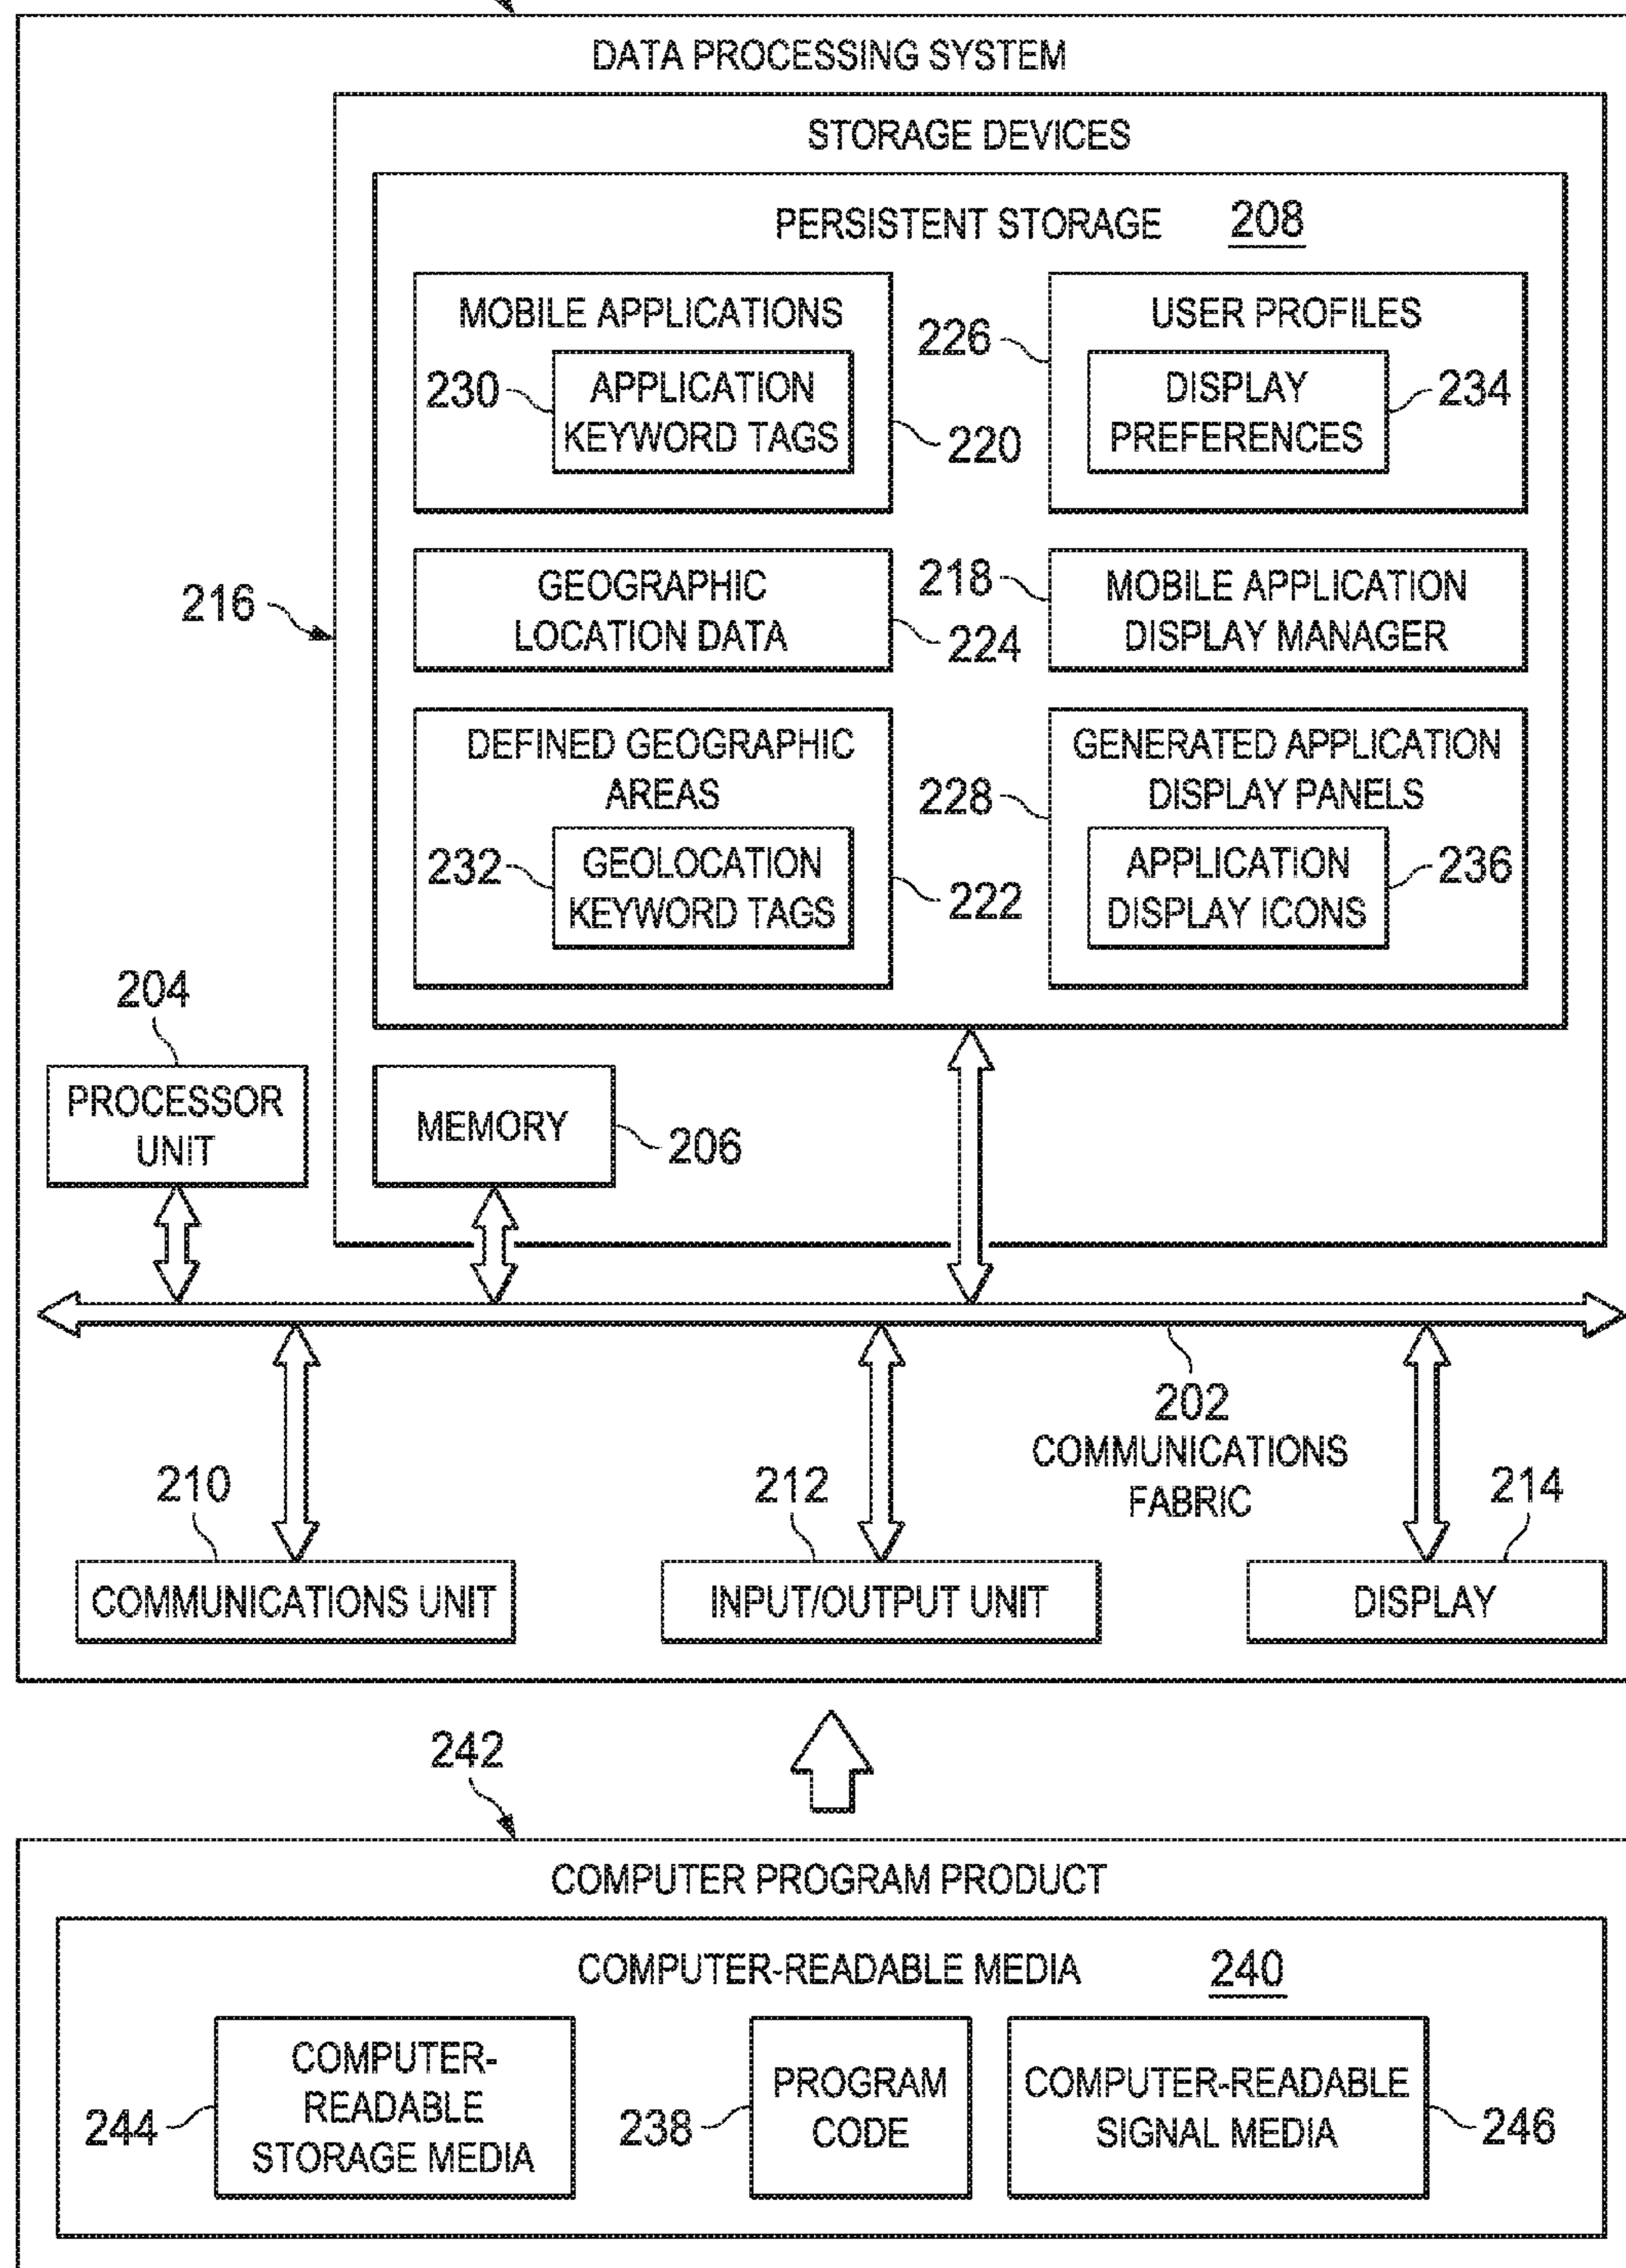 DATA PROCESSING SYSTEM
STORAGE DEVICES
PERSISTENT STORAGE 208
MOBILE APPLICATIONS
230
APPLICATION
KEYWORD TAGS
220
226
USER PROFILES
DISPLAY
PREFERENCES
234
216
GEOGRAPHIC
LOCATION DATA
224
218
MOBILE APPLICATION
DISPLAY MANAGER
DEFINED GEOGRAPHIC
AREAS
232
GEOLOCATION
KEYWORD TAGS
222
228
GENERATED APPLICATION
DISPLAY PANELS
APPLICATION
DISPLAY ICONS
236
204
PROCESSOR
UNIT
MEMORY
206
202
COMMUNICATIONS
FABRIC
210
COMMUNICATIONS UNIT
212
INPUT/OUTPUT UNIT
214
DISPLAY
242
COMPUTER PROGRAM PRODUCT
COMPUTER-READABLE MEDIA 240
244
COMPUTER-
READABLE
STORAGE MEDIA
238
PROGRAM
CODE
COMPUTER-READABLE
SIGNAL MEDIA
246